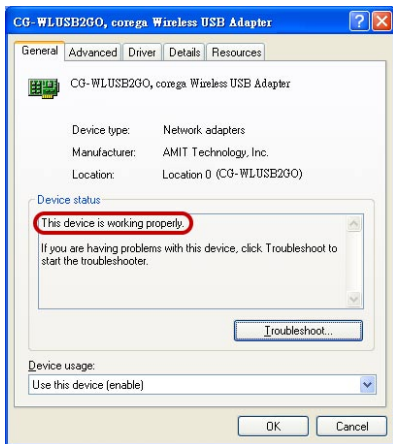 CG-WLUSB2GO, corega Wireless USB Adapter
General Advanced Driver Details Resources
CG-WLUSB2GO, corega Wireless USB Adapter
Device type: Network adapters
Manufacturer: AMIT Technology, Inc.
Location: Location 0 (CG-WLUSB2GO)
Device status
This device is working properly.
If you are having problems with this device, click Troubleshoot to
start the troubleshooter.
Troubleshoot...
Device usage:
Use this device (enable)
OK Cancel